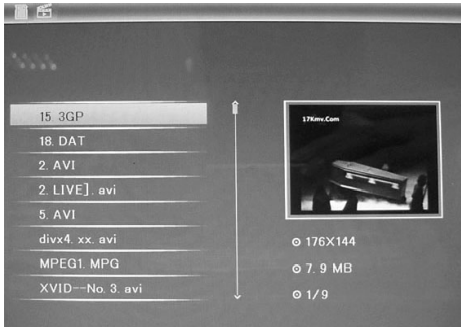 15. 3GP
18. DAT
2. AVI
2. LIVE]. avi
5. AVI
divx4. xx. avi
MPEG1. MPG
XVID--No. 3. avi
17Kmv.Com
176X144
7. 9 MB
1/9